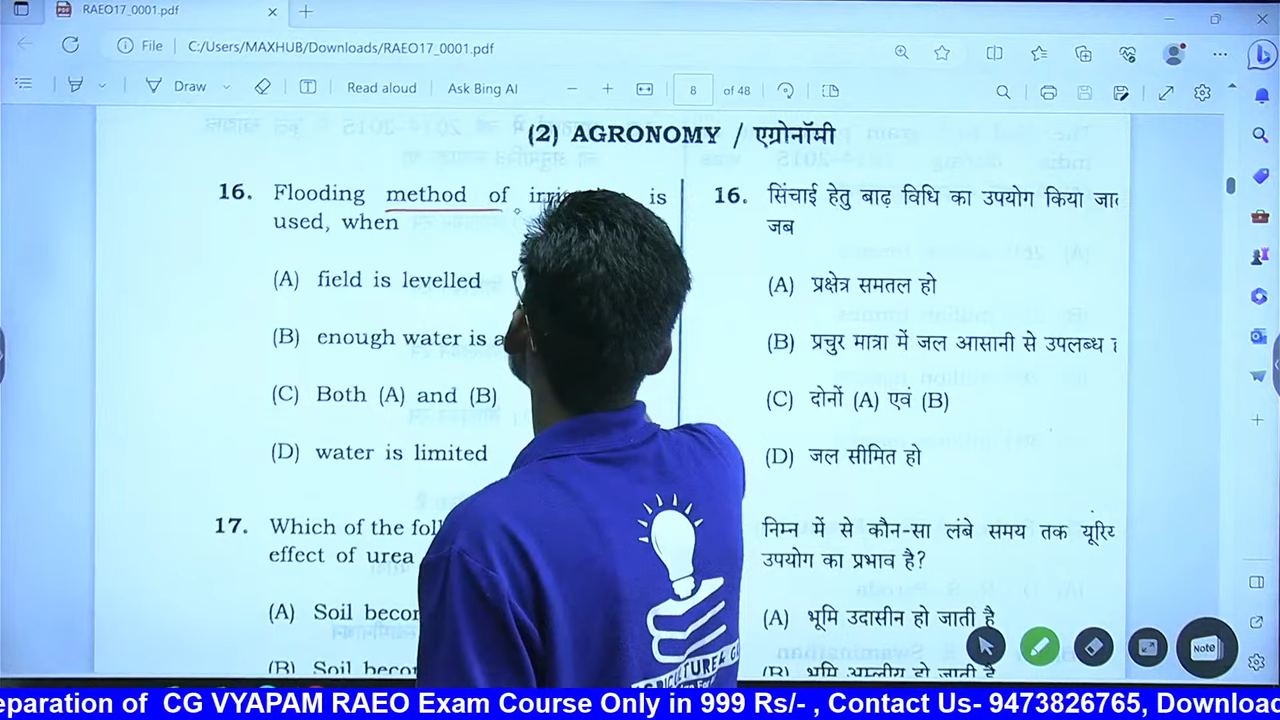 RAEO17_0001.pdf
File
C:/Users/MAXHUB/Downloads/RAEO17_0001.pdf
Draw
Read aloud
Ask Bing AI
8 of 48
(2) AGRONOMY / एग्रोनॉमी
16. Flooding method of is
used, when
(A) field is levelled
(B) enough water is
(C) Both (A) and (B)
(D) water is limited
17. Which of the
effect of urea
(A) Soil
(B) Soil
16. सिंचाई हेतु बाढ़ विधि का उपयोग किया
जब
(A) प्रक्षेत्र समतल हो
(B) प्रचुर मात्रा में जल आसानी से उपलब्ध
(C) दोनों (A) एवं (B)
(D) जल सीमित हो
निम्न में से कौन-सा लंबे समय तक
उपयोग का प्रभाव है?
(A) भूमि उदासीन हो जाती है
(B) भूमि अम्लीय हो जाती है
Note
eparation of CG VYAPAM RAEO Exam Course Only in 999 Rs/- , Contact Us- 9473826765, Download